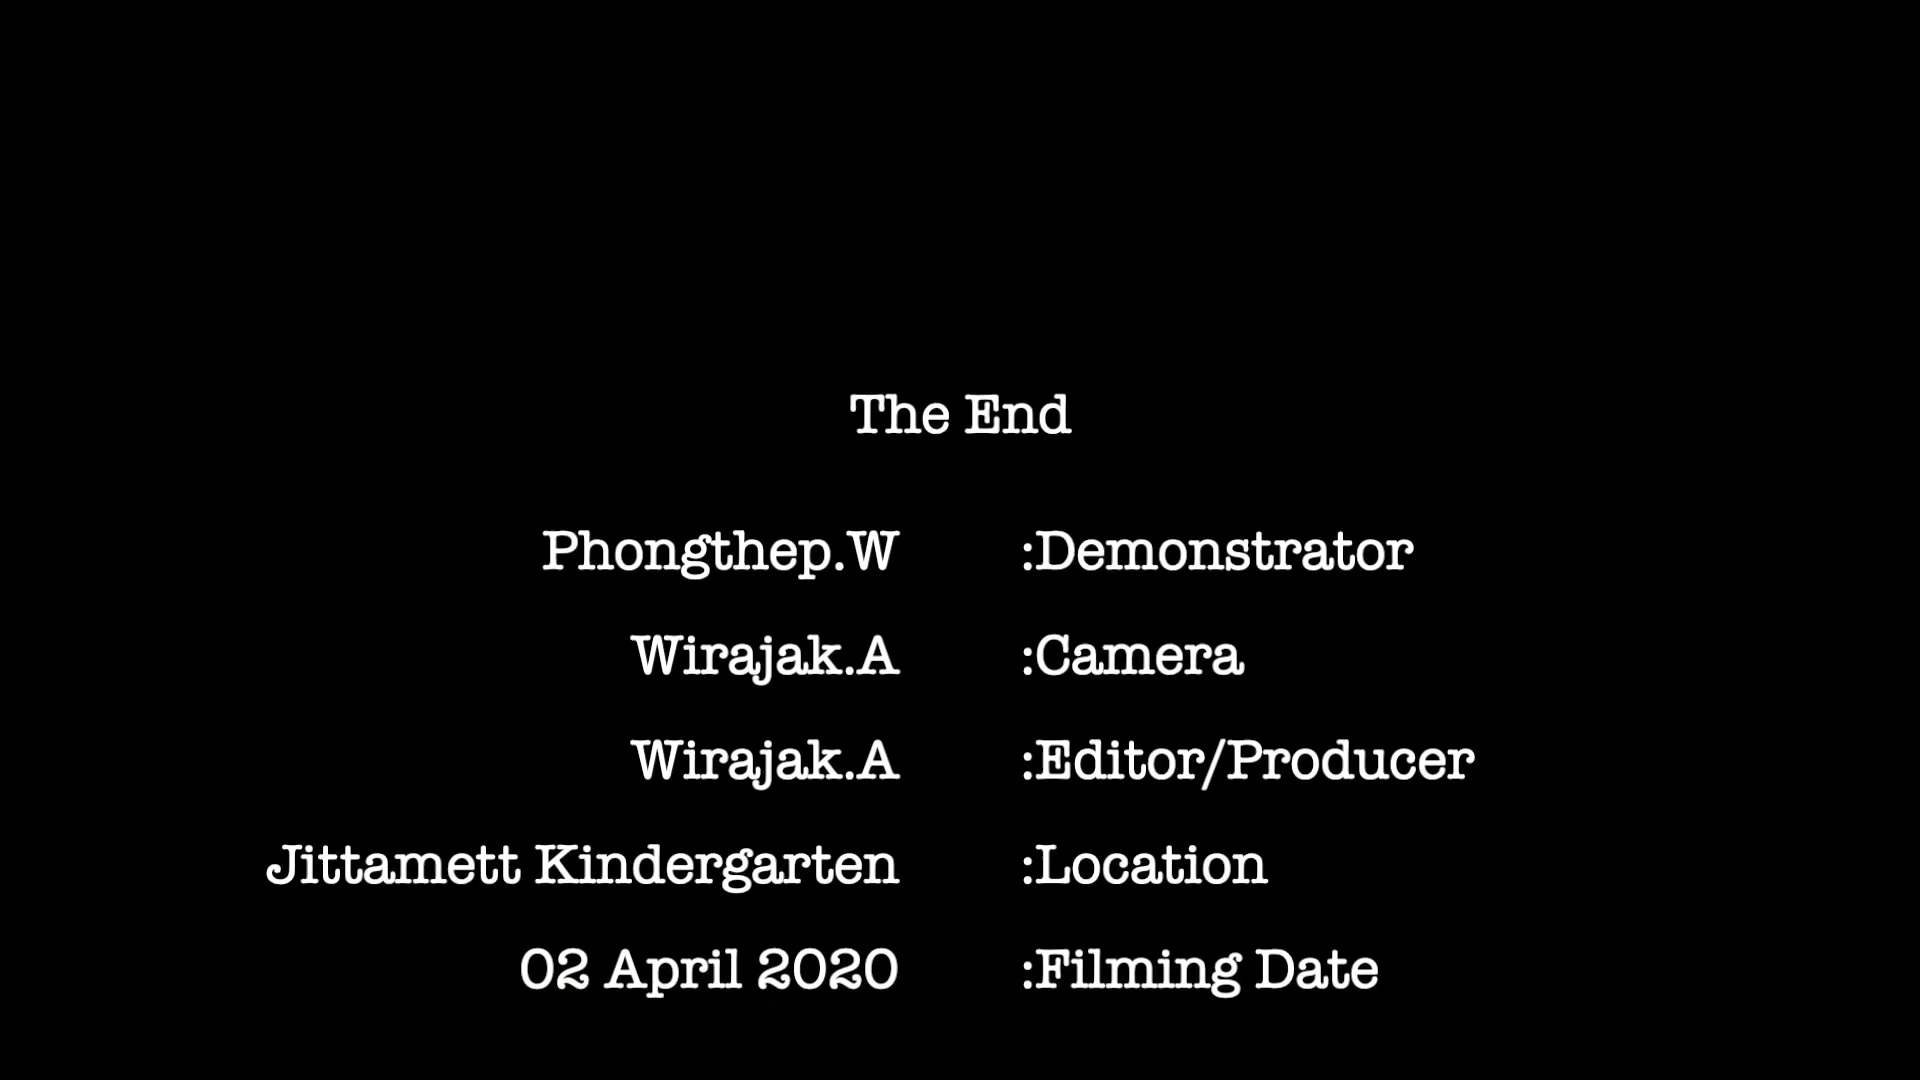 The End
Phongthep.W :Demonstrator
Wirajak.A :Camera
Wirajak.A :Editor/Producer
Jittamett Kindergarten :Location
02 April 2020 :Filming Date